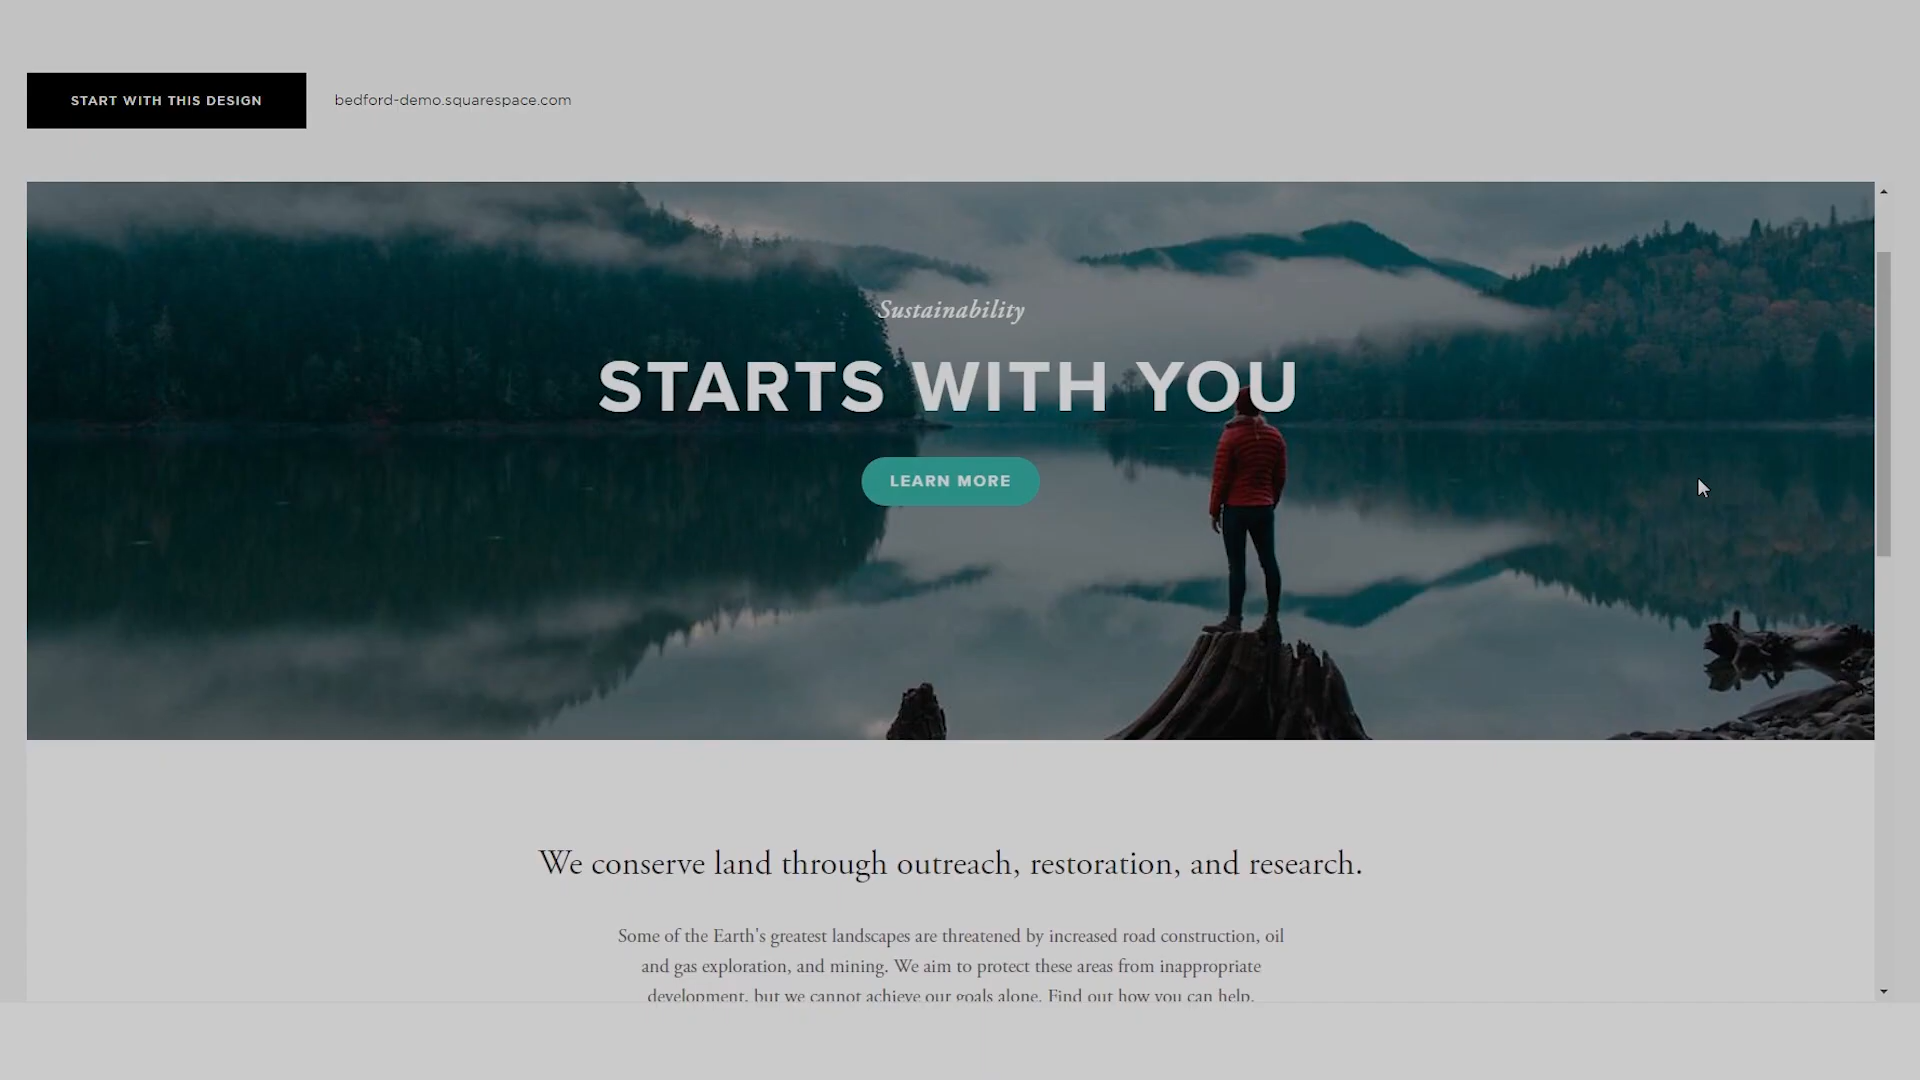 START WITH THIS DESIGN
bedford-demo.squarespace.com
Sustainability
STARTS WITH YOU
LEARN MORE
We conserve land through outreach, restoration, and research.
Some of the Earth's greatest landscapes are threatened by increased road construction, oil
and gas exploration, and mining. We aim to protect these areas from inappropriate
development, but we cannot achieve our goals alone. Find out how you can help.